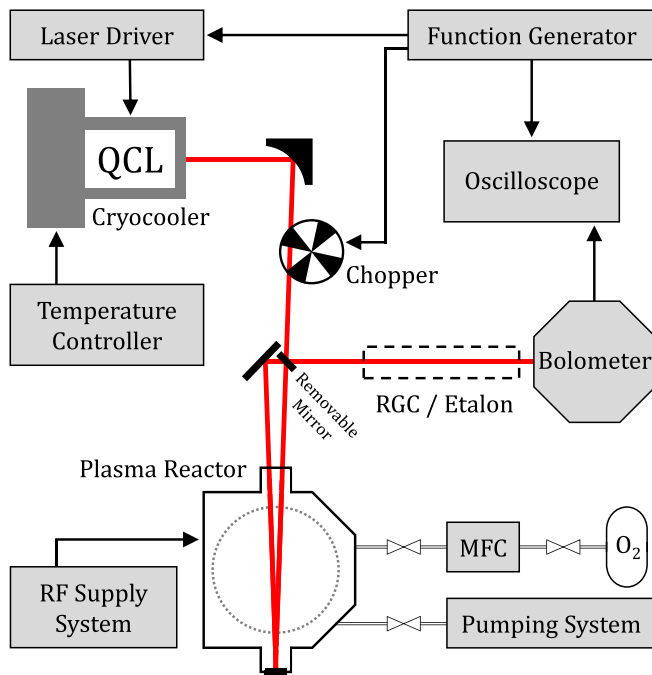 Laser Driver
Function Generator
QCL
Cryocooler
Oscilloscope
Chopper
Temperature
Controller
Bolometer
RGC / Etalon
Removable
Mirror
Plasma Reactor
MFC
O₂
RF Supply
System
Pumping System